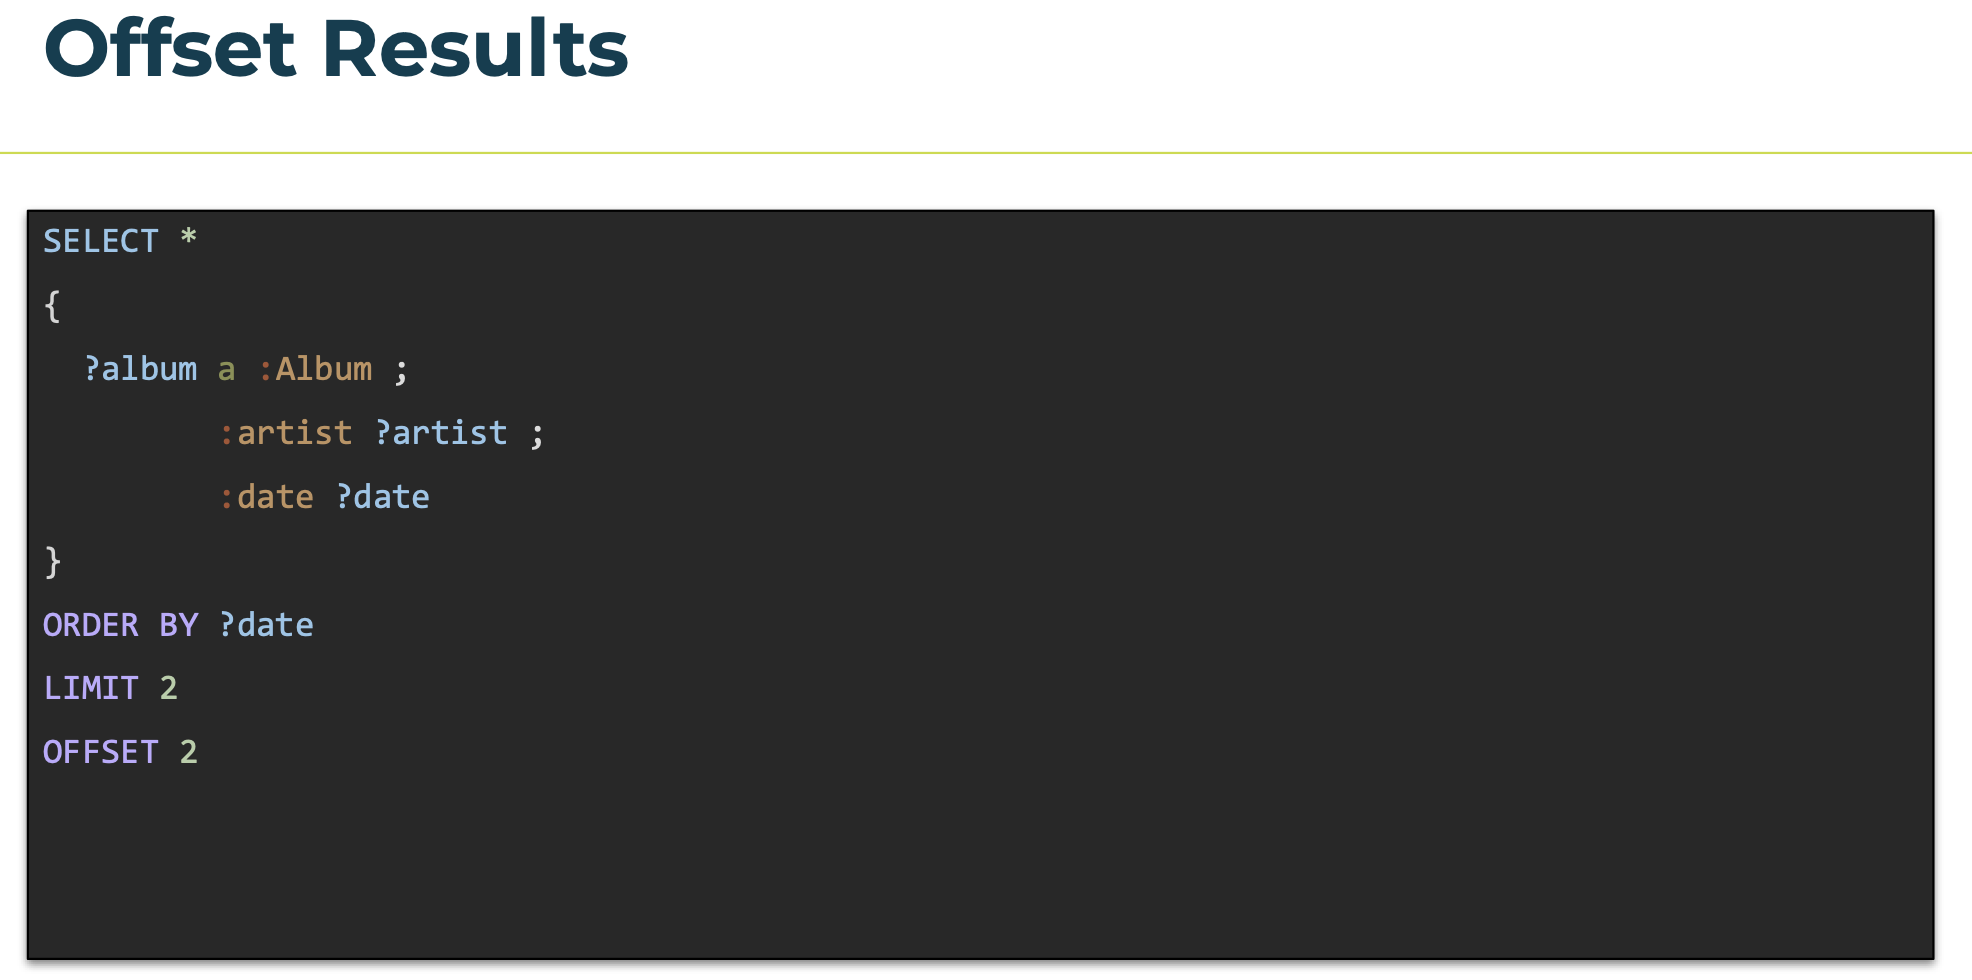 Offset Results
SELECT *
{
  ?album a :Album ;
         :artist ?artist ;
         :date ?date
}
ORDER BY ?date
LIMIT 2
OFFSET 2